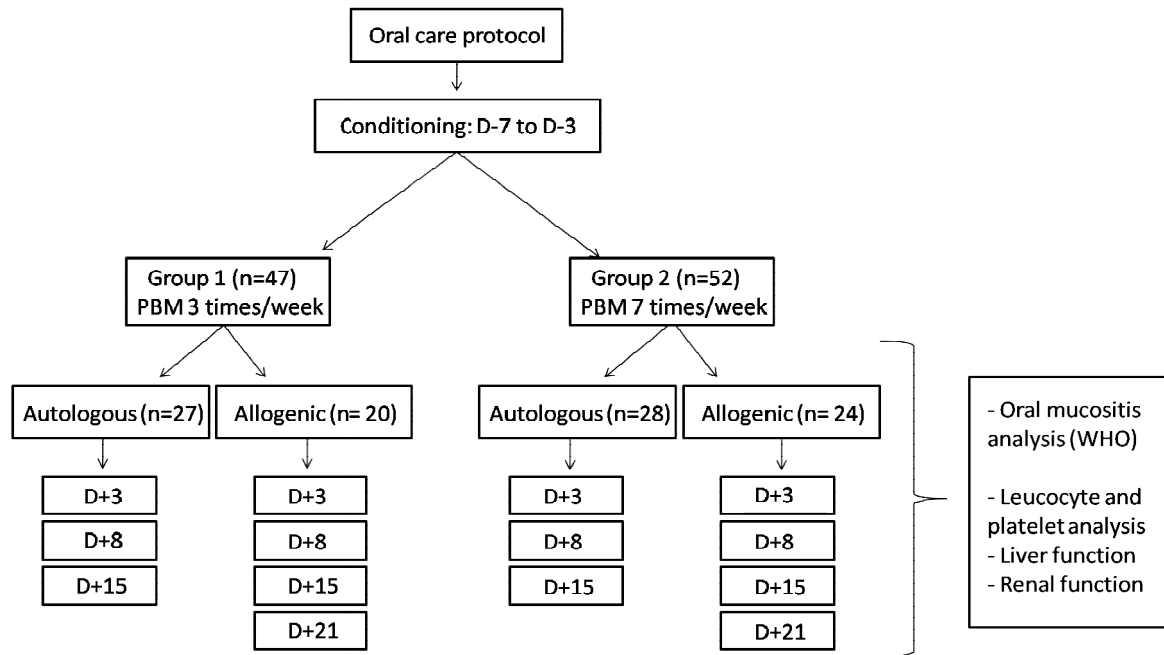 Oral care protocol
Conditioning: D-7 to D-3
Group 1 (n=47)
PBM 3 times/week
Group 2 (n=52)
PBM 7 times/week
Autologous (n=27)
Allogenic (n= 20)
Autologous (n=28)
Allogenic (n= 24)
D+3
D+8
D+15
D+3
D+8
D+15
D+21
D+3
D+8
D+15
D+3
D+8
D+15
D+21
- Oral mucositis
analysis (WHO)
- Leucocyte and
platelet analysis
- Liver function
- Renal function